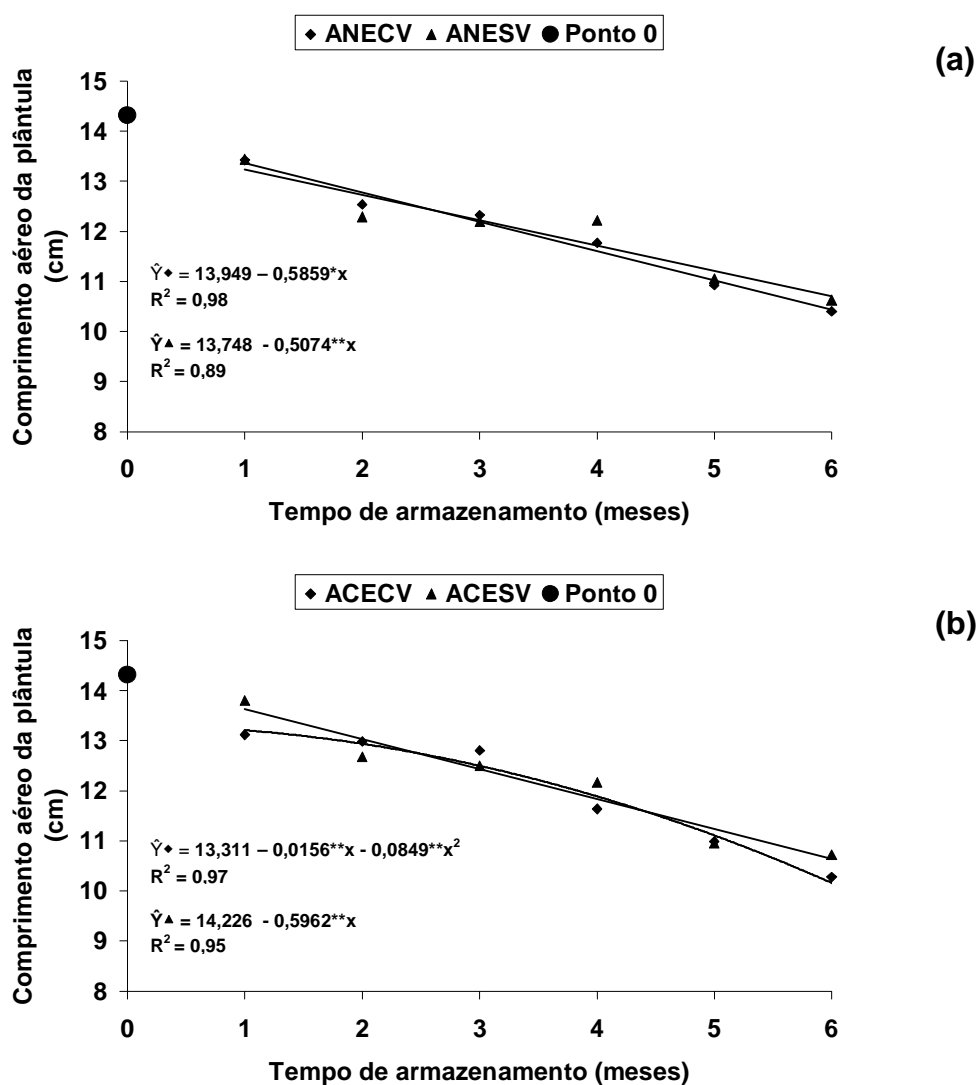 ◆ ANECV ▲ ANESV ● Ponto 0
(a)
Comprimento aéreo da plântula
(cm)
15
14
13
12
11
10
9
8
Ŷ◆ = 13,949 – 0,5859*x
R² = 0,98
Ŷ▲ = 13,748 - 0,5074**x
R² = 0,89
0 1 2 3 4 5 6
Tempo de armazenamento (meses)
◆ ACECV ▲ ACESV ● Ponto 0
(b)
Comprimento aéreo da plântula
(cm)
15
14
13
12
11
10
9
8
Ŷ◆ = 13,311 – 0,0156**x - 0,0849**x²
R² = 0,97
Ŷ▲ = 14,226 - 0,5962**x
R² = 0,95
0 1 2 3 4 5 6
Tempo de armazenamento (meses)